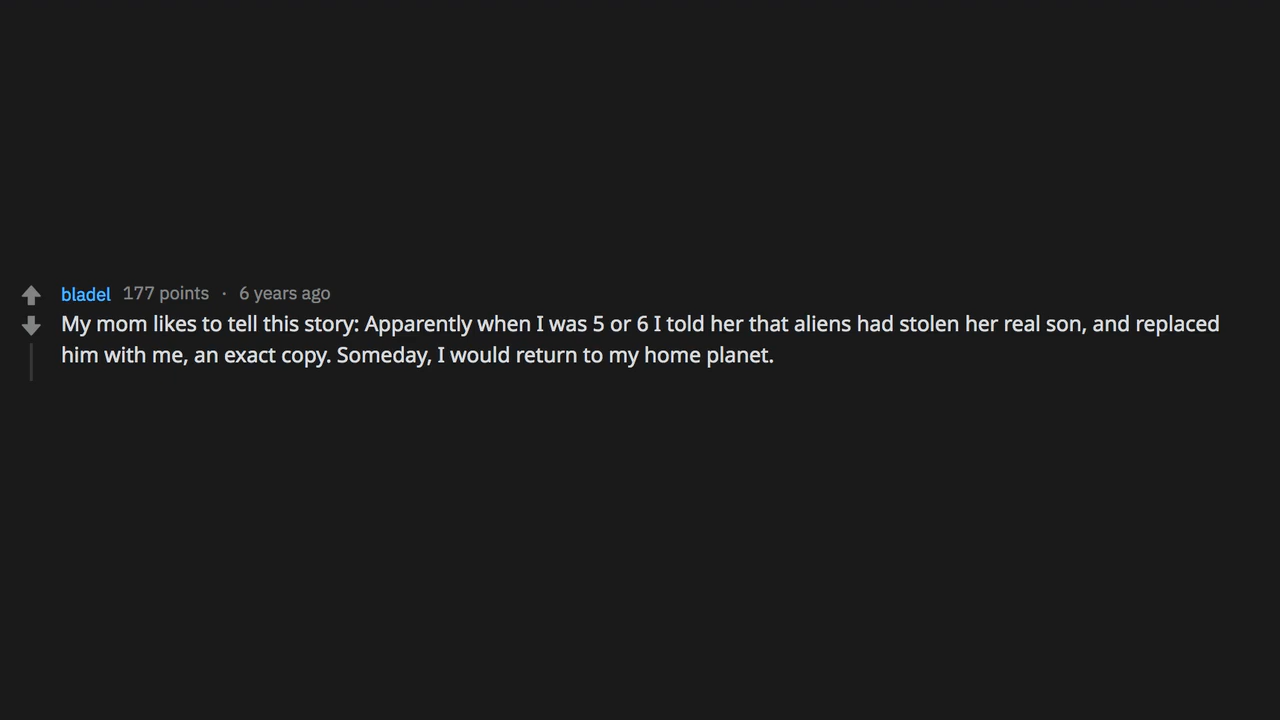 bladel 177 points · 6 years ago
My mom likes to tell this story: Apparently when I was 5 or 6 I told her that aliens had stolen her real son, and replaced
him with me, an exact copy. Someday, I would return to my home planet.